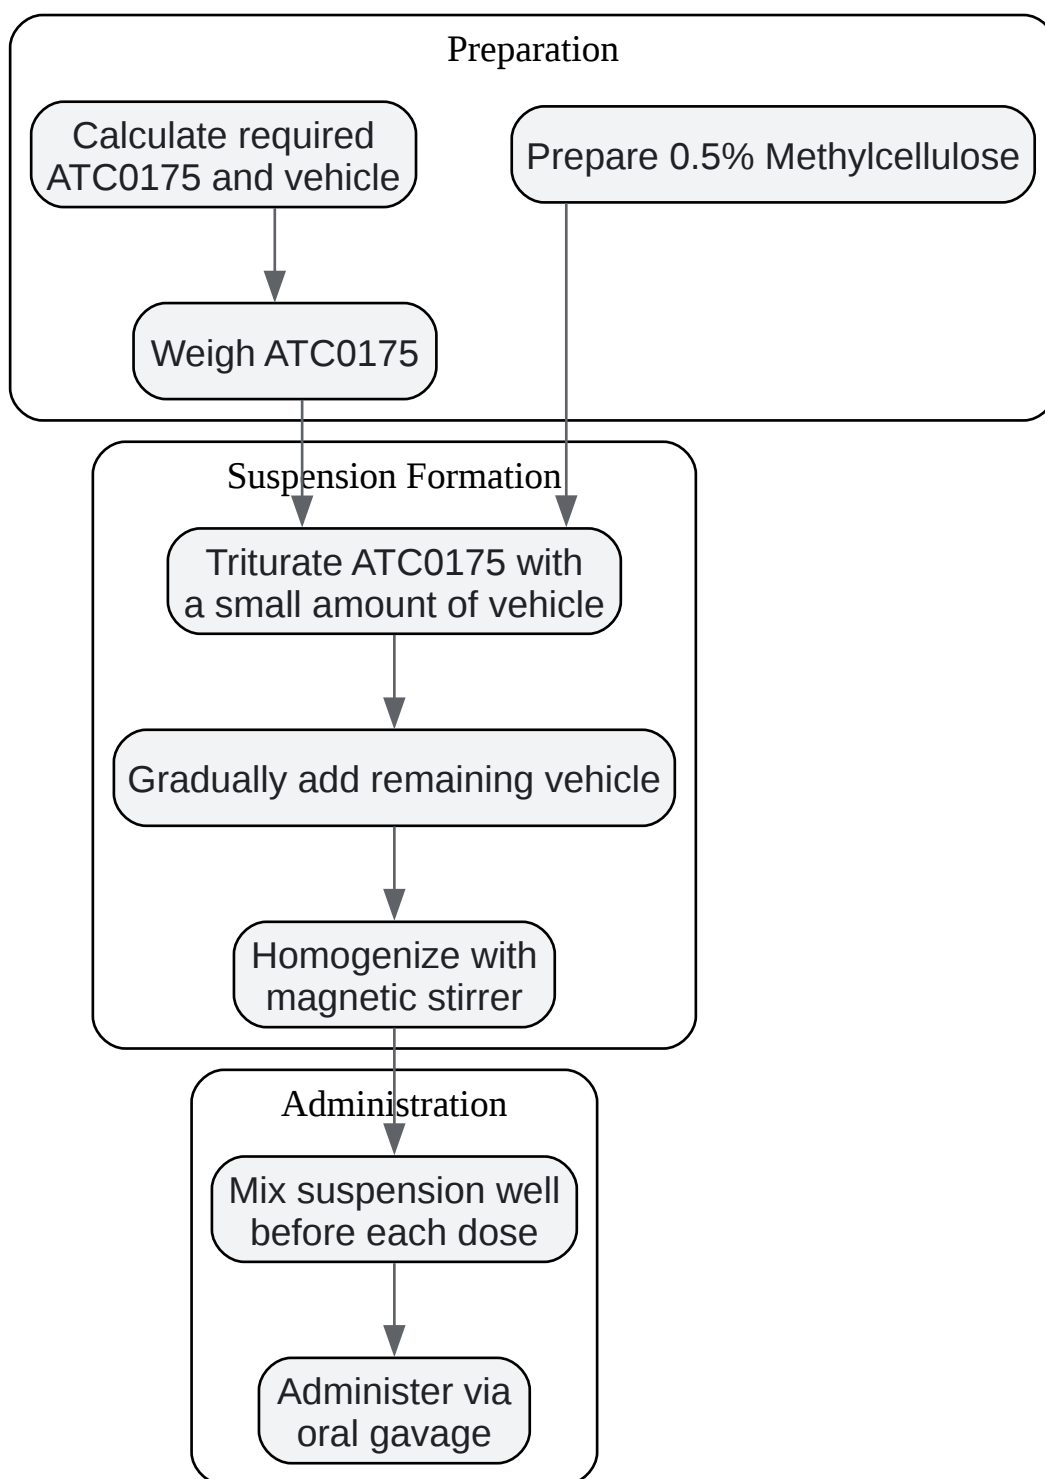 Preparation
Calculate required
ATC0175 and vehicle
Prepare 0.5% Methylcellulose
Weigh ATC0175
Suspension Formation
Triturate ATC0175 with
a small amount of vehicle
Gradually add remaining vehicle
Homogenize with
magnetic stirrer
Administration
Mix suspension well
before each dose
Administer via
oral gavage